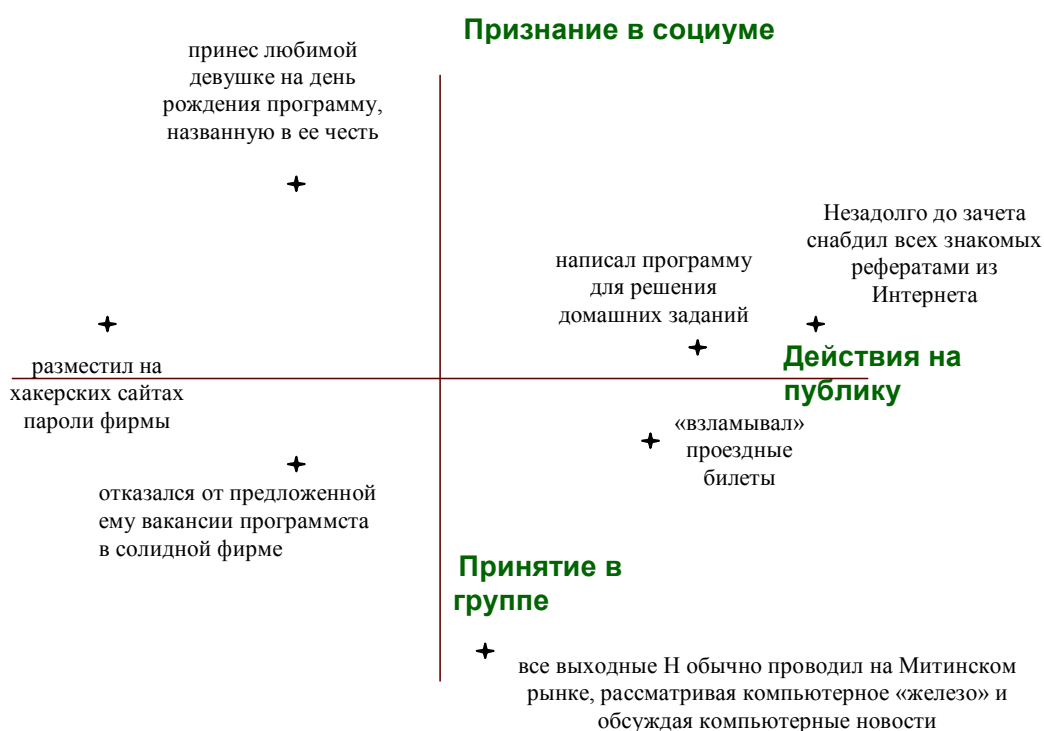 Признание в социуме
принес любимой
девушке на день
рождения программу,
названную в ее честь
Незадолго до зачета
снабдил всех знакомых
рефератами из
Интернета
написал программу
для решения
домашних заданий
Действия на
публику
разместил на
хакерских сайтах
пароли фирмы
«взламывал»
проездные
билеты
отказался от предложенной
ему вакансии программста
в солидной фирме
Принятие в
группе
все выходные Н обычно проводил на Митинском
рынке, рассматривая компьютерное «железо» и
обсуждая компьютерные новости